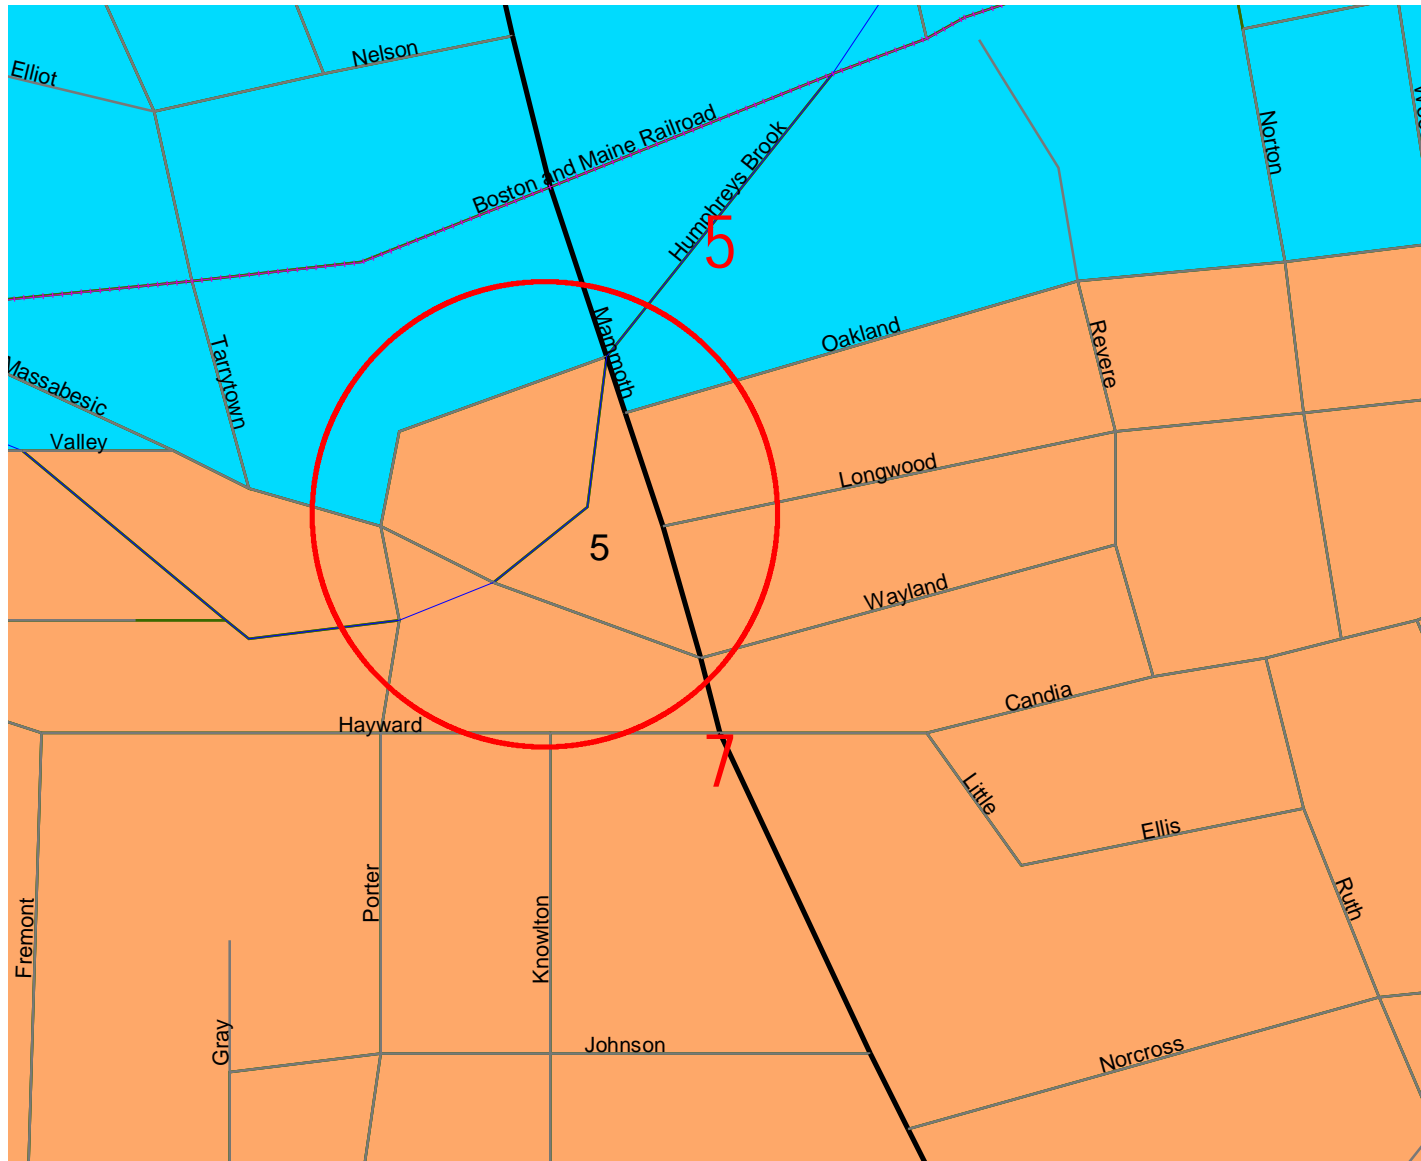 Nelson
Elliot
Boston and Maine Railroad
Humphreys Brook
Norton
5
Mammoth
Oakland
Revere
Tarrytown
Massabesic
Valley
Longwood
5
Wayland
Candia
Hayward
7
Little
Ellis
Porter
Knowlton
Fremont
Ruth
Gray
Johnson
Norcross